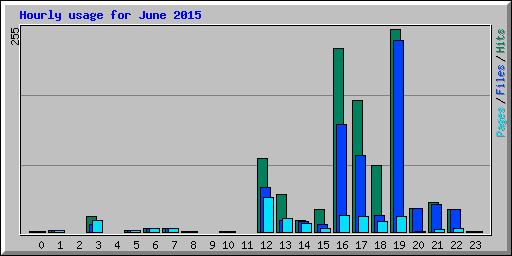 Hourly usage for June 2015
255
Pages/Files/Hits
0 1 2 3 4 5 6 7 8 9 10 11 12 13 14 15 16 17 18 19 20 21 22 23